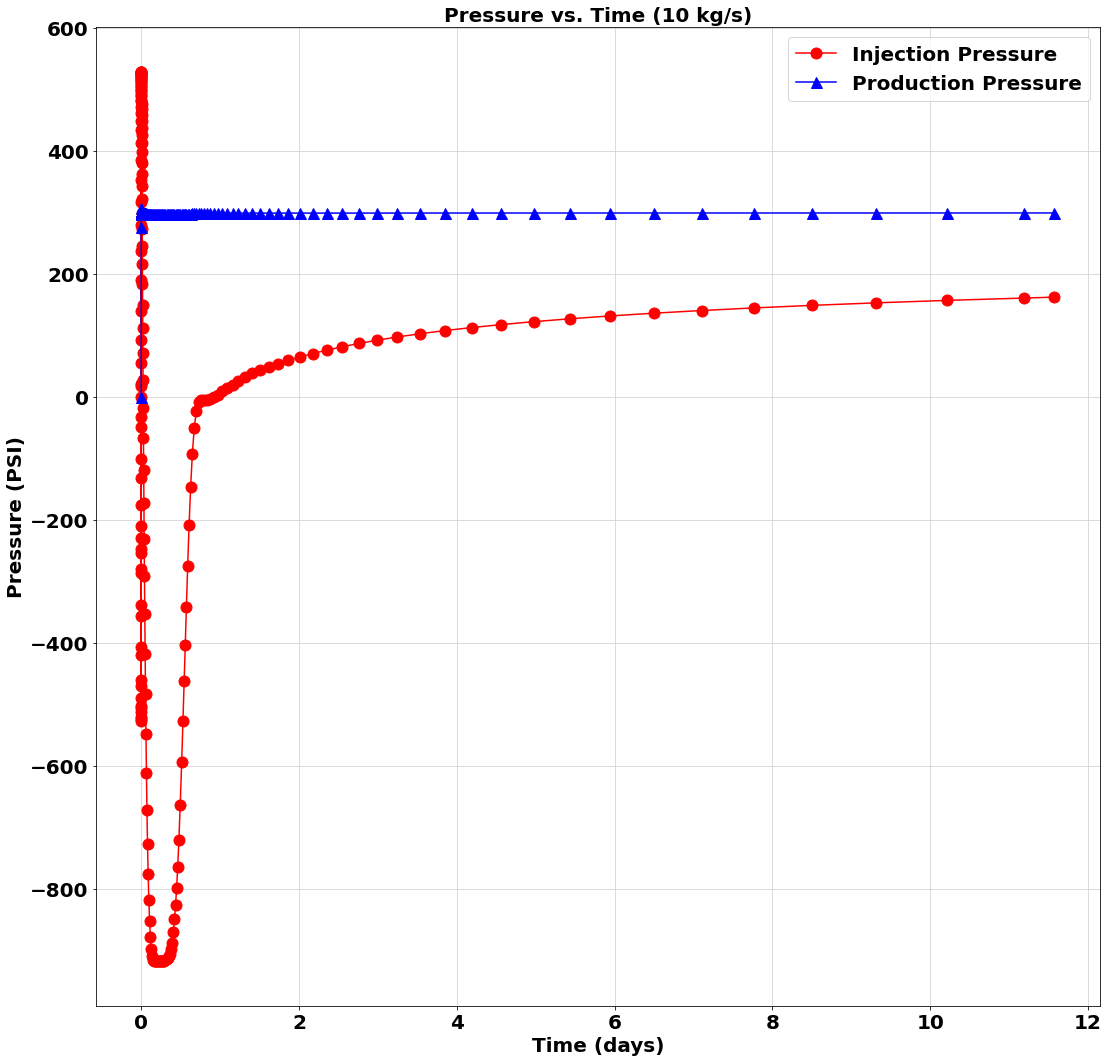 Pressure vs. Time (10 kg/s)
Injection Pressure
Production Pressure
600
400
200
0
−200
−400
−600
−800
Pressure (PSI)
0 2 4 6 8 10 12
Time (days)